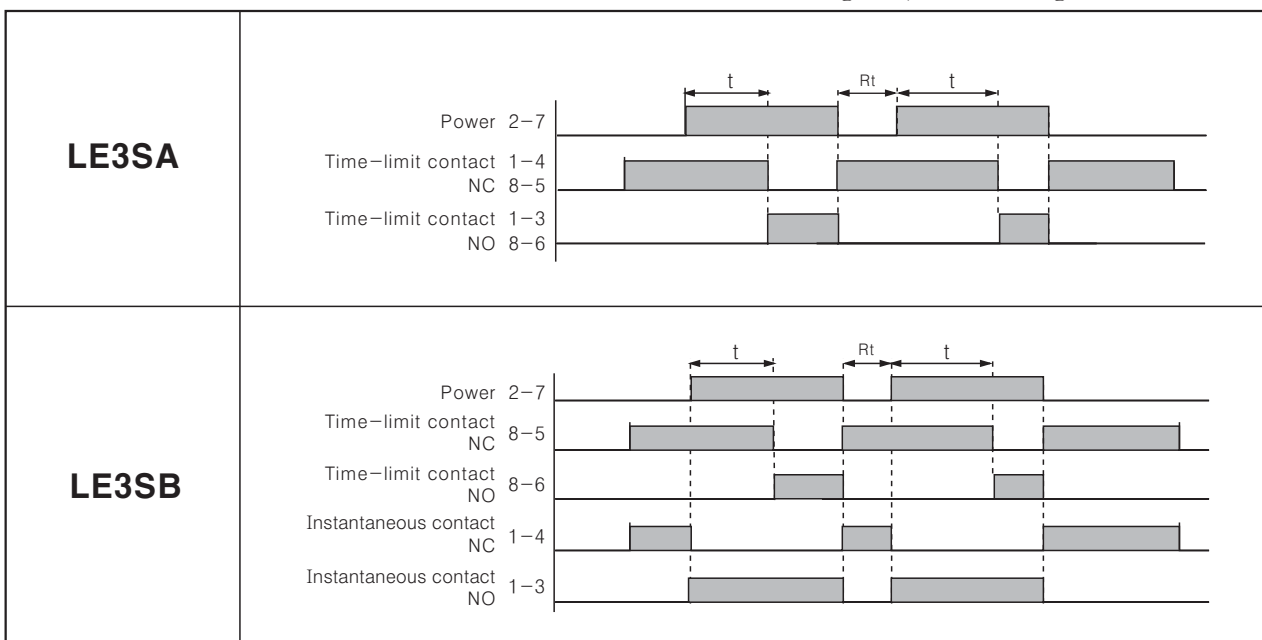 LE3SA
t Rt t
Power 2-7
Time-limit contact 1-4
NC 8-5
Time-limit contact 1-3
NO 8-6
LE3SB
t Rt t
Power 2-7
Time-limit contact
NC 8-5
Time-limit contact
NO 8-6
Instantaneous contact
NC 1-4
Instantaneous contact
NO 1-3